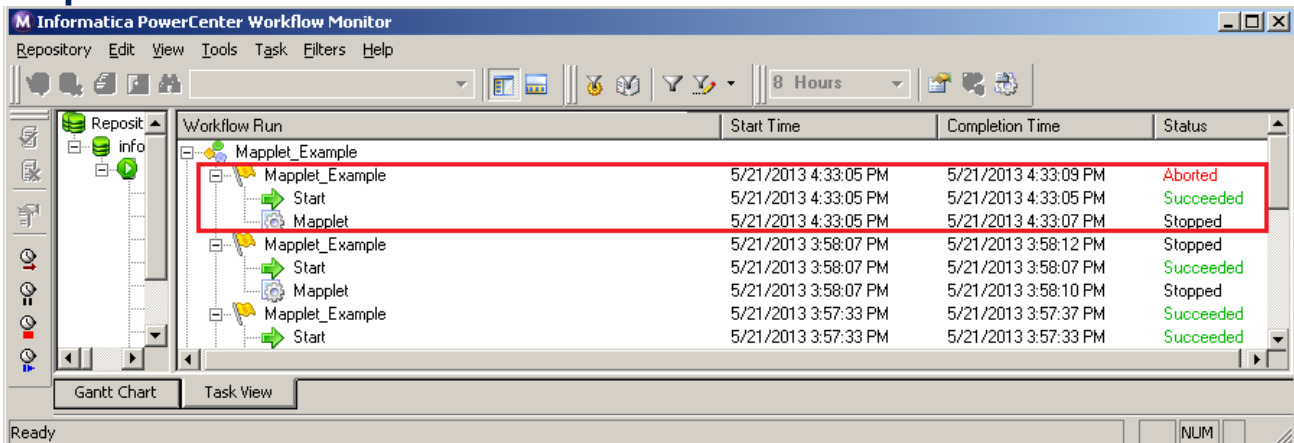 Informatica PowerCenter Workflow Monitor
Repository Edit View Tools Task Filters Help
8 Hours
Reposit
info
Workflow Run Start Time Completion Time Status
Mapplet_Example
Mapplet_Example 5/21/2013 4:33:05 PM 5/21/2013 4:33:09 PM Aborted
Start 5/21/2013 4:33:05 PM 5/21/2013 4:33:05 PM Succeeded
Mapplet 5/21/2013 4:33:05 PM 5/21/2013 4:33:07 PM Stopped
Mapplet_Example 5/21/2013 3:58:07 PM 5/21/2013 3:58:12 PM Stopped
Start 5/21/2013 3:58:07 PM 5/21/2013 3:58:07 PM Succeeded
Mapplet 5/21/2013 3:58:07 PM 5/21/2013 3:58:10 PM Stopped
Mapplet_Example 5/21/2013 3:57:33 PM 5/21/2013 3:57:37 PM Succeeded
Start 5/21/2013 3:57:33 PM 5/21/2013 3:57:33 PM Succeeded
Gantt Chart Task View
Ready NUM